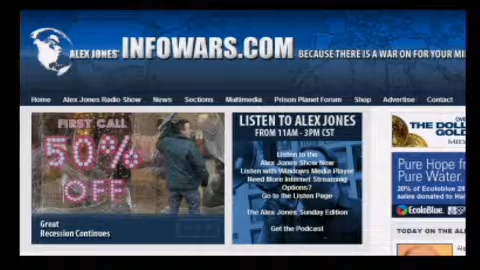 ALEX JONES' INFOWARS.COM BECAUSE THERE IS A WAR ON FOR YOUR MI
Home Alex Jones Radio Show News Sections Multimedia Prison Planet Forum Shop Advertise Contact
FIRST CALL
50%
OFF
Great
Recession Continues
LISTEN TO ALEX JONES
FROM 11AM - 3PM CST
Listen to the
Alex Jones Show Now
Listen with Windows Media Player
Need More Internet Streaming
Options?
Go to the Listen Page
The Alex Jones Sunday Edition
Get the Podcast
THE DOLL
GOL
Pure Hope f
Pure Water.
20% of Ecoloblue 28
sales donated to Ha
EcoloBlue
TODAY ON THE AL